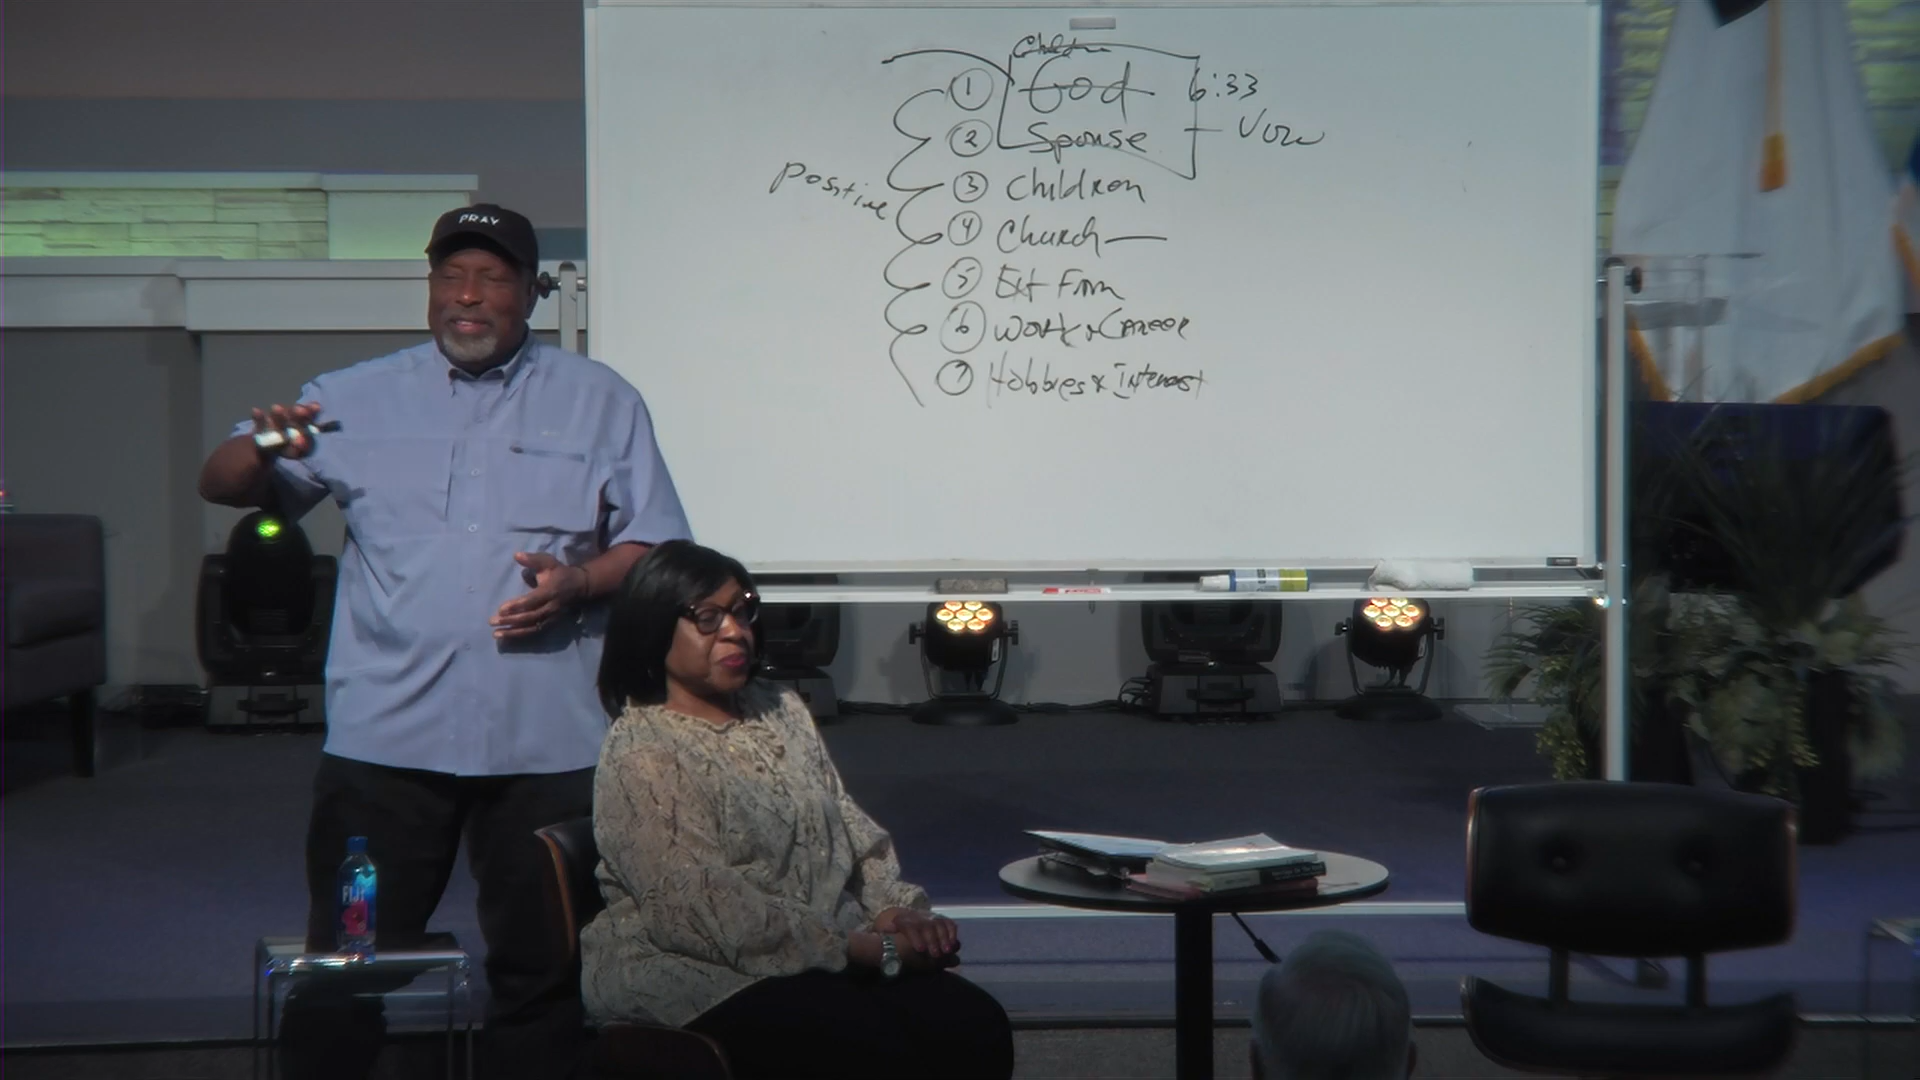 Children
① God 6:33
② Spouse - Vow
③ Children
④ Church
⑤ Ext Fam
⑥ Work & Career
⑦ Hobbies & Interest
Positive
PRAY
FIJI